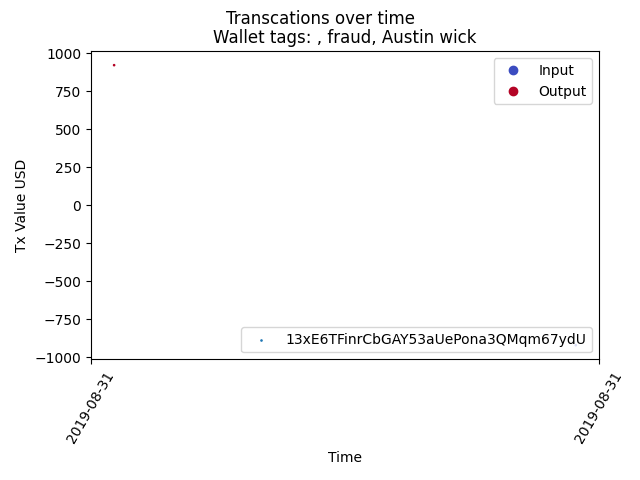 Transcations over time
Wallet tags: , fraud, Austin wick
1000
750
500
250
0
−250
−500
−750
−1000
Tx Value USD
Input
Output
13xE6TFinrCbGAY53aUePona3QMqm67ydU
2019-08-31
2019-08-31
Time